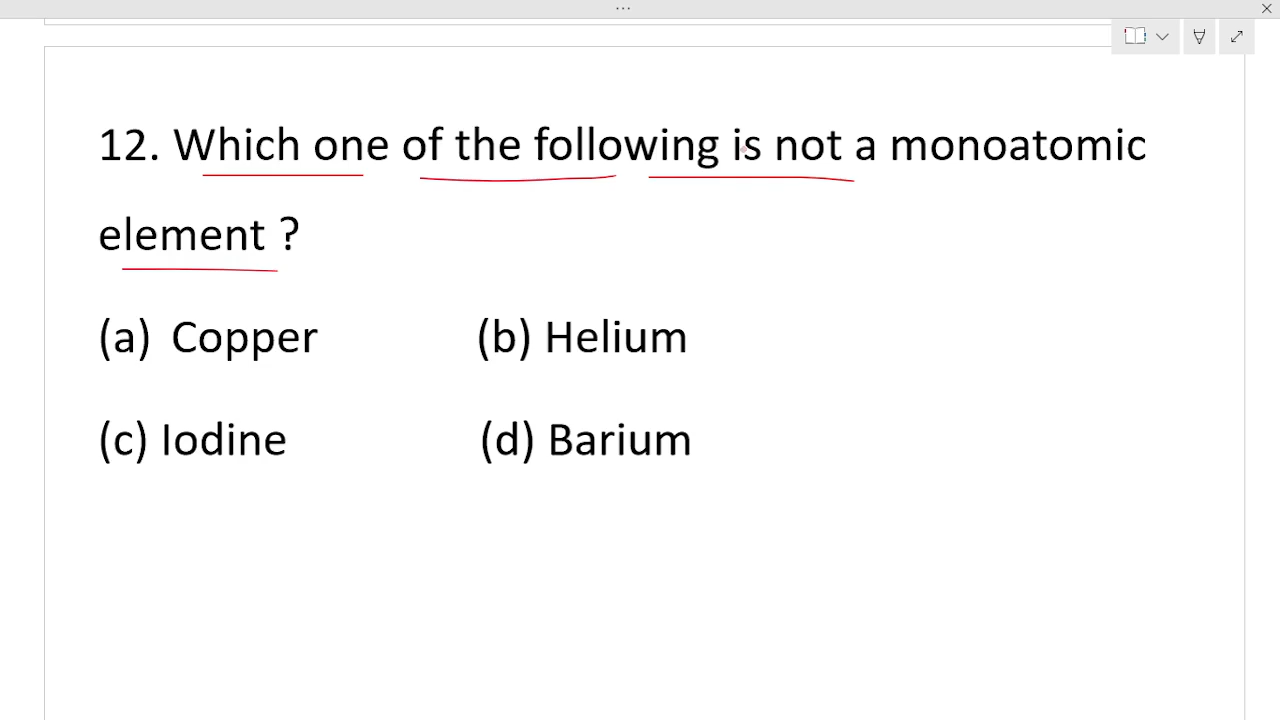 12. Which one of the following is not a monoatomic
element ?
(a) Copper (b) Helium
(c) Iodine (d) Barium